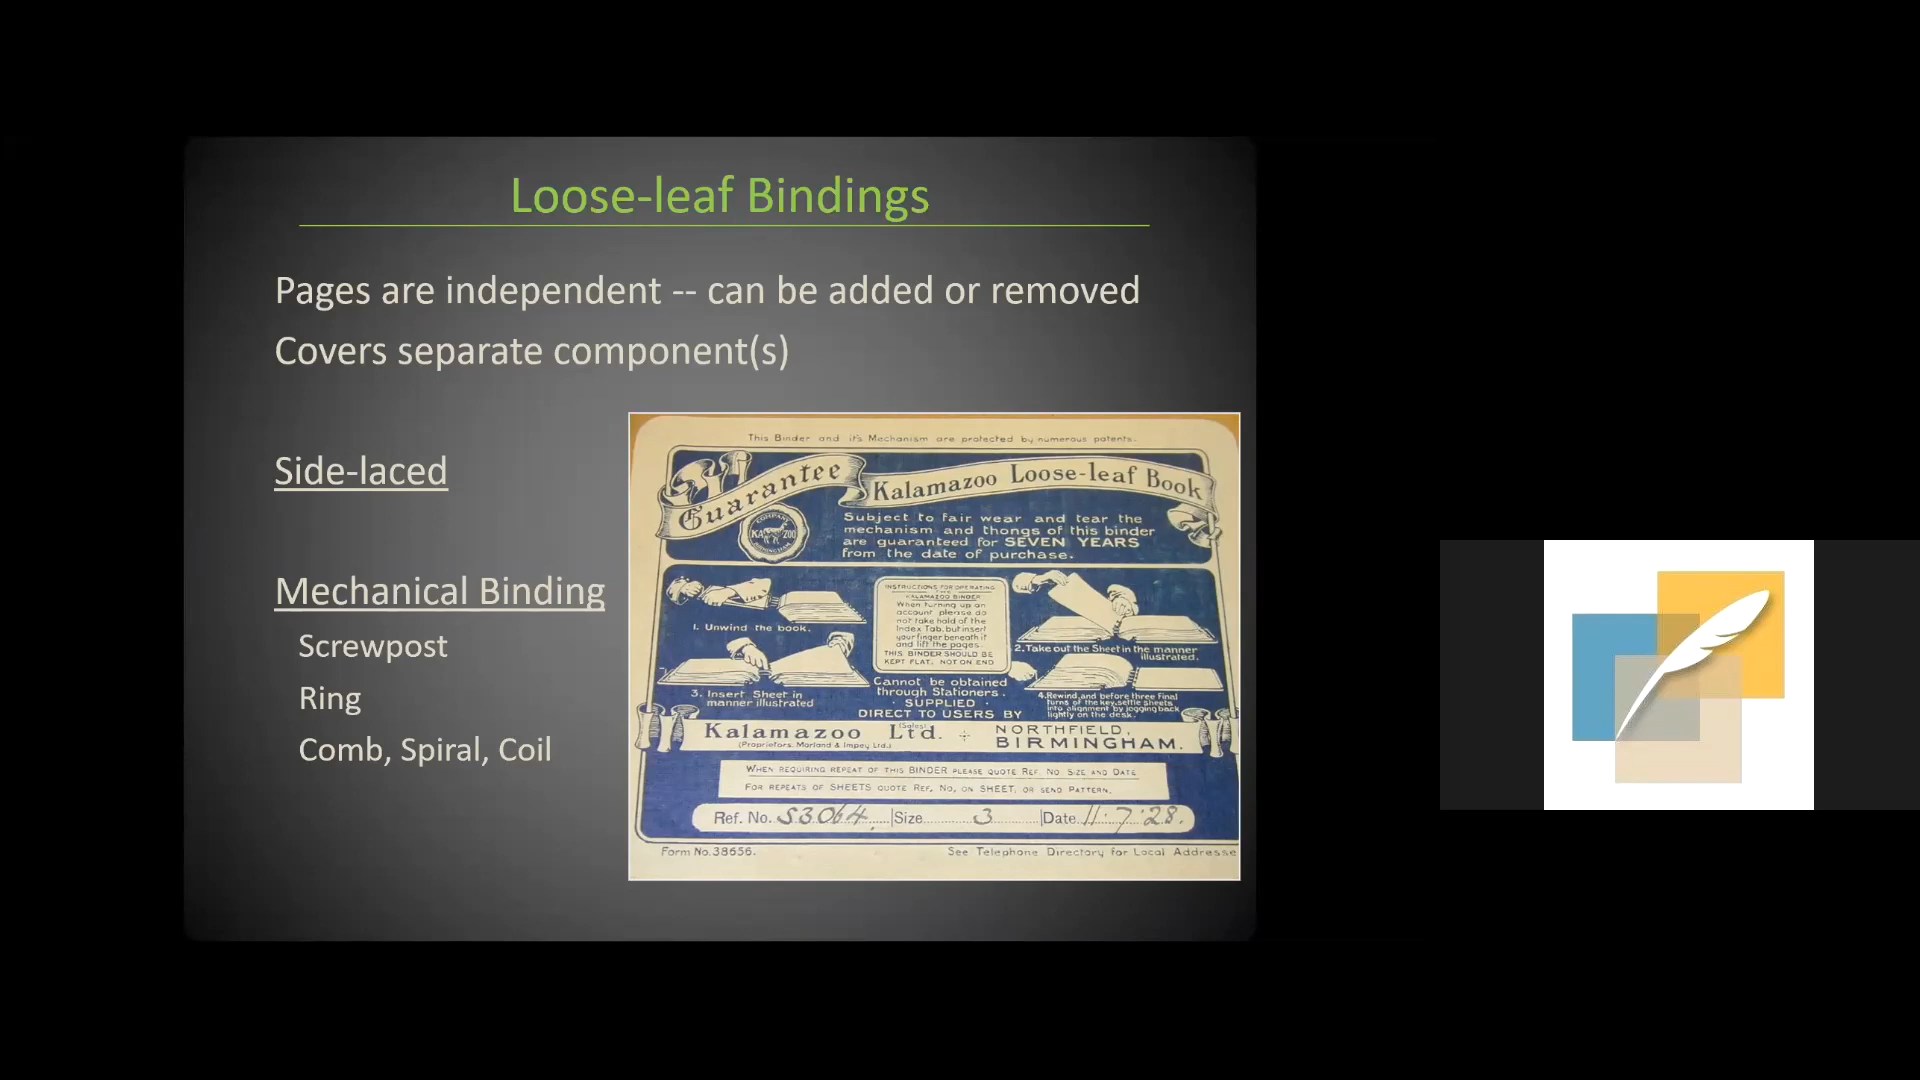 Loose-leaf Bindings
Pages are independent -- can be added or removed
Covers separate component(s)
Side-laced
Mechanical Binding
Screwpost
Ring
Comb, Spiral, Coil
This Binder and it's Mechanism are protected by numerous patents.
Guarantee
Kalamazoo Loose-leaf Book
COMPANY
KA ZOO
Subject to fair wear and tear the
mechanism and thongs of this binder
are guaranteed for SEVEN YEARS
from the date of purchase.
1. Unwind the book.
INSTRUCTIONS FOR OPERATING
THE
KALAMAZOO BINDER
When turning up an
account please do
not take hold of the
Index Tab, but insert
your finger beneath it
and lift the pages.
THIS BINDER SHOULD BE
KEPT FLAT, NOT ON END
2. Take out the Sheet in the manner
illustrated.
3. Insert Sheet in
manner illustrated
Cannot be obtained
through Stationers.
· SUPPLIED ·
DIRECT TO USERS BY
4. Rewind, and before three final
turns of the key, settle sheets
into alignment by jogging back
lightly on the desk.
Kalamazoo (Sales) Ltd.
(Proprietors. Morland & Impey Ltd.)
NORTHFIELD,
BIRMINGHAM.
WHEN REQUIRING REPEAT OF THIS BINDER PLEASE QUOTE REF. NO. SIZE AND DATE
FOR REPEATS OF SHEETS QUOTE REF. NO. ON SHEET, OR SEND PATTERN.
Ref. No. S3064. Size 3 Date 11.7.28.
Form No. 38656.
See Telephone Directory for Local Addresse